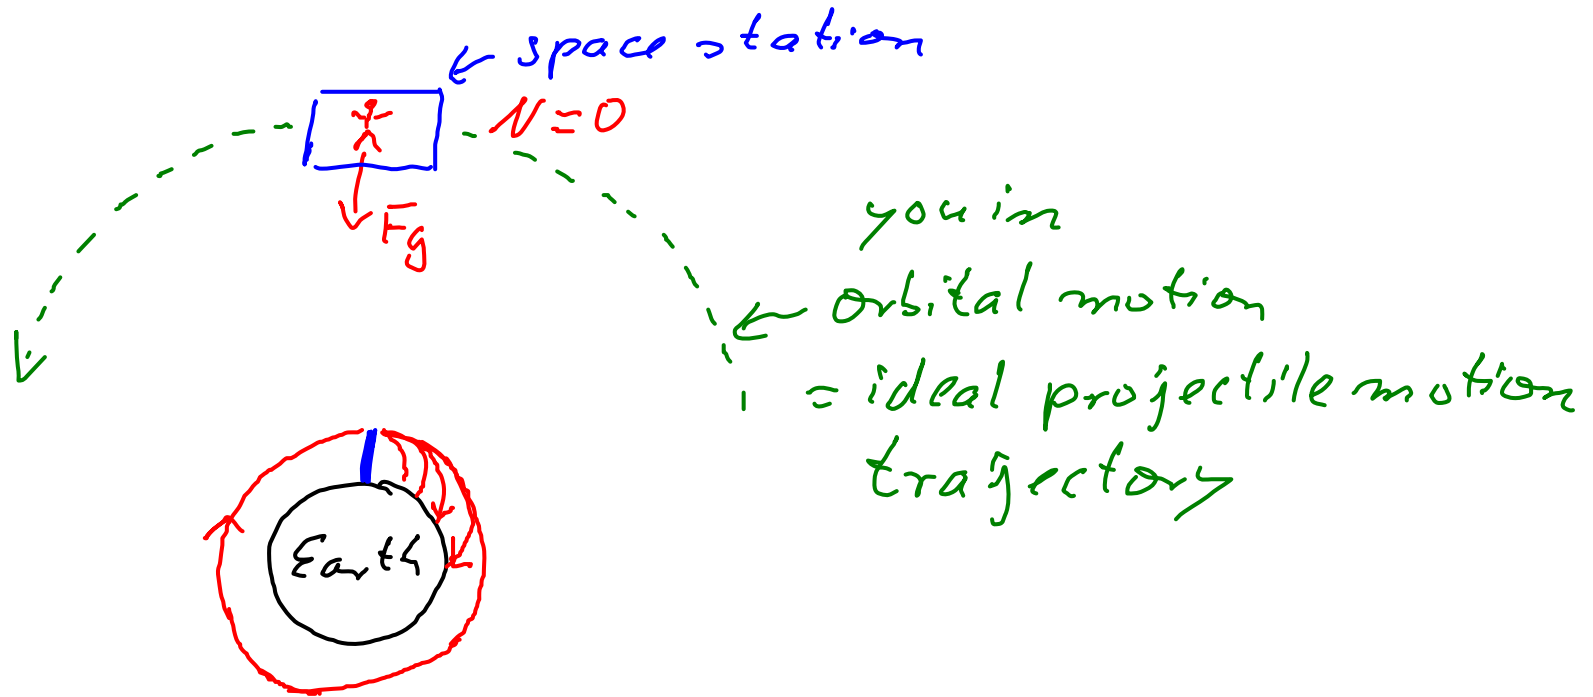 space station
N = 0
Fg
you in
orbital motion
= ideal projectile motion
trajectory
Earth